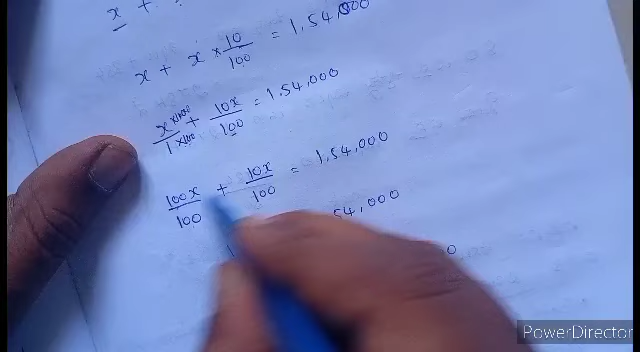 x +
x + x × 10/100 = 1,54,000
x × 100/1 × 100 + 10x/100 = 1,54,000
100x/100 + 10x/100 = 1,54,000
54,000
0
PowerDirector